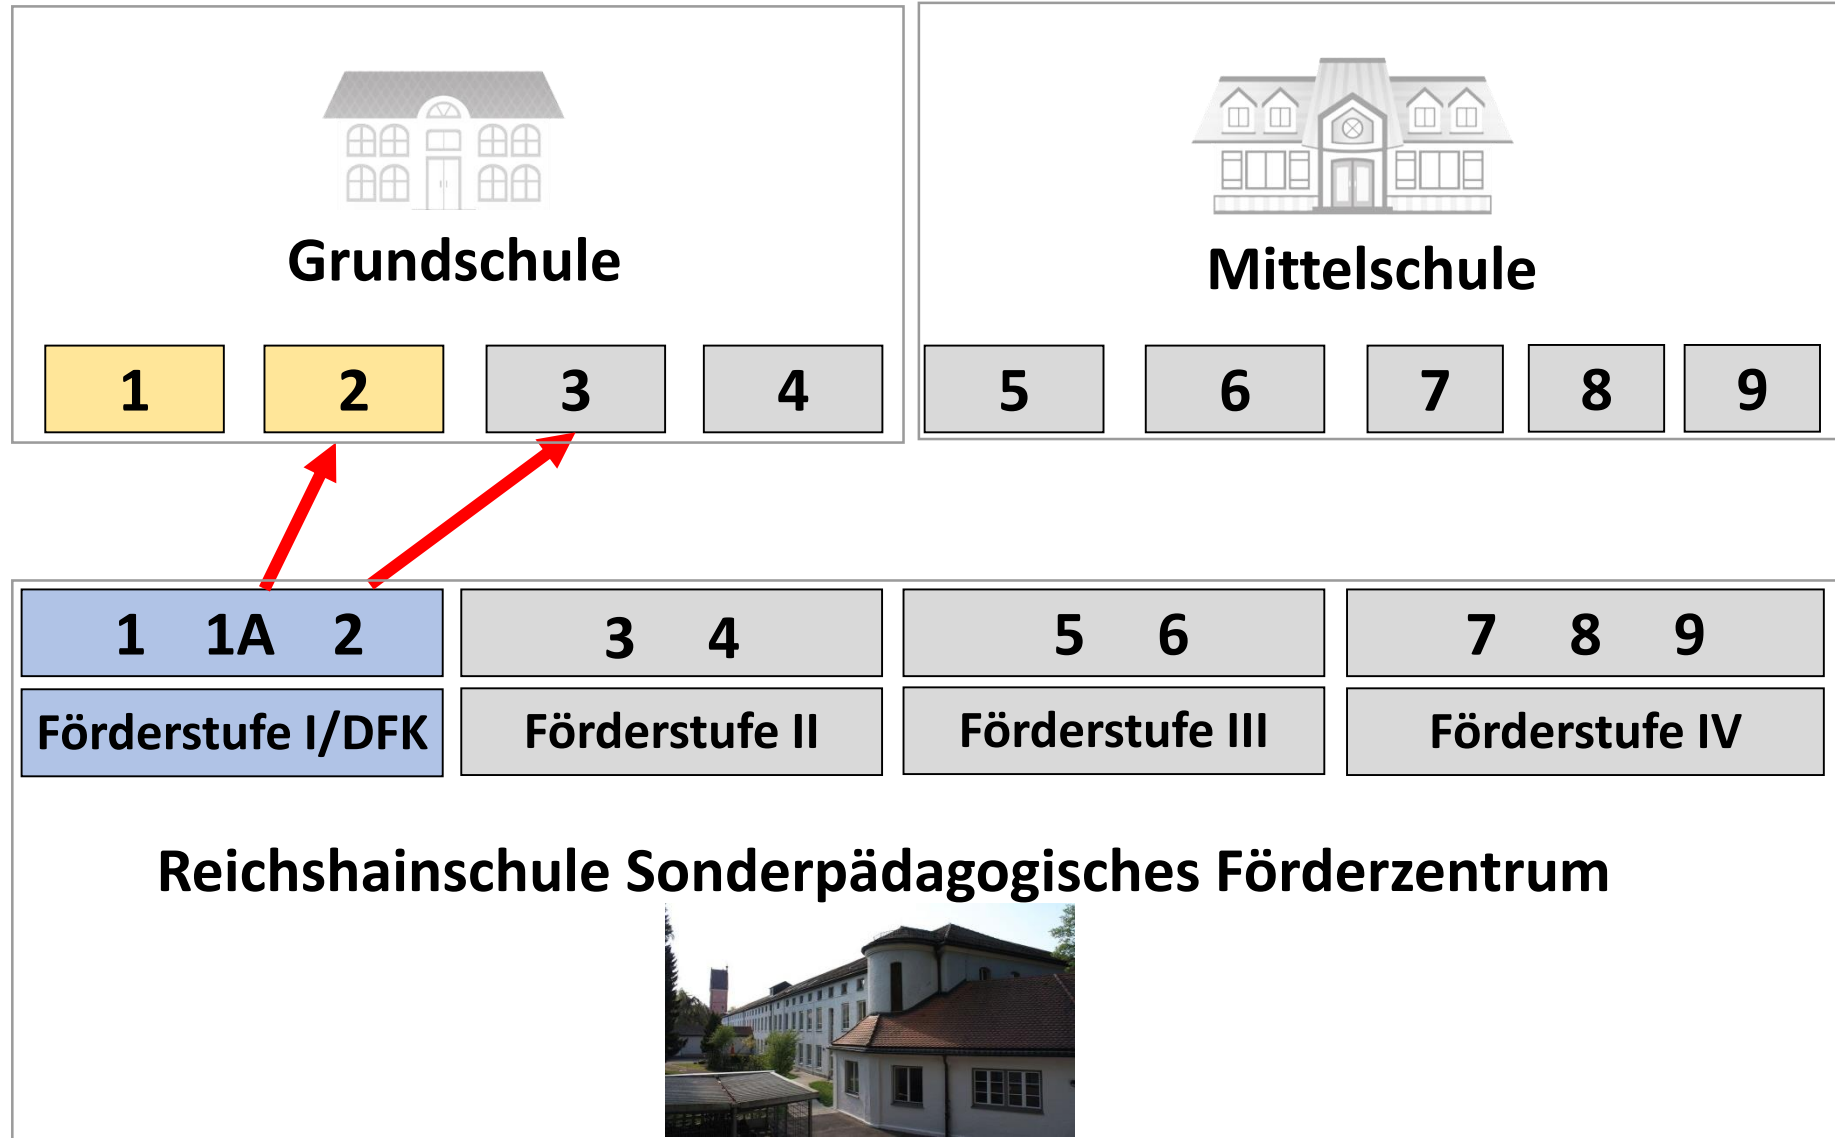 Grundschule
Mittelschule
1 2 3 4 5 6 7 8 9
1 1A 2 3 4 5 6 7 8 9
Förderstufe I/DFK Förderstufe II Förderstufe III Förderstufe IV
Reichshainschule Sonderpädagogisches Förderzentrum